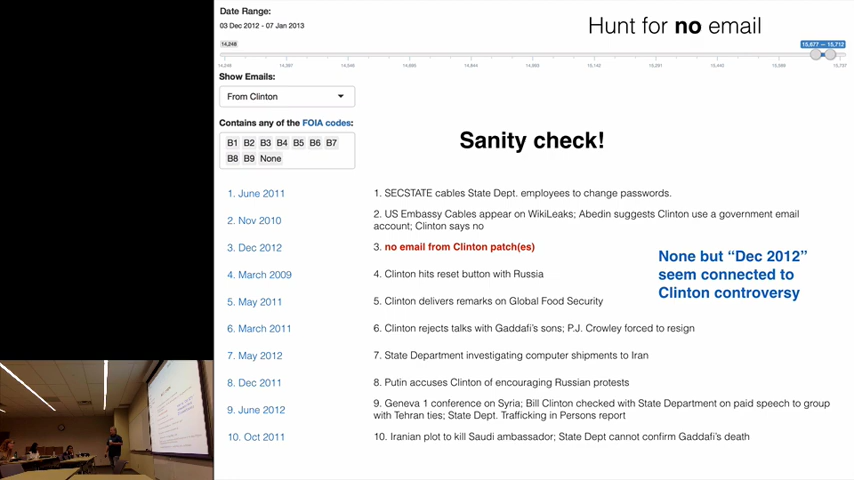 Date Range:
03 Dec 2012 - 07 Jan 2013
Hunt for no email
14,248
15,677 — 15,712
Show Emails:
From Clinton
Contains any of the FOIA codes:
B1 B2 B3 B4 B5 B6 B7
B8 B9 None
Sanity check!
1. June 2011
1. SECSTATE cables State Dept. employees to change passwords.
2. Nov 2010
2. US Embassy Cables appear on WikiLeaks; Abedin suggests Clinton use a government email
account; Clinton says no
3. Dec 2012
3. no email from Clinton patch(es)
4. March 2009
4. Clinton hits reset button with Russia
5. May 2011
5. Clinton delivers remarks on Global Food Security
6. March 2011
6. Clinton rejects talks with Gaddafi's sons; P.J. Crowley forced to resign
7. May 2012
7. State Department investigating computer shipments to Iran
8. Dec 2011
8. Putin accuses Clinton of encouraging Russian protests
9. June 2012
9. Geneva 1 conference on Syria; Bill Clinton checked with State Department on paid speech to group
with Tehran ties; State Dept. Trafficking in Persons report
10. Oct 2011
10. Iranian plot to kill Saudi ambassador; State Dept cannot confirm Gaddafi's death
None but “Dec 2012”
seem connected to
Clinton controversy